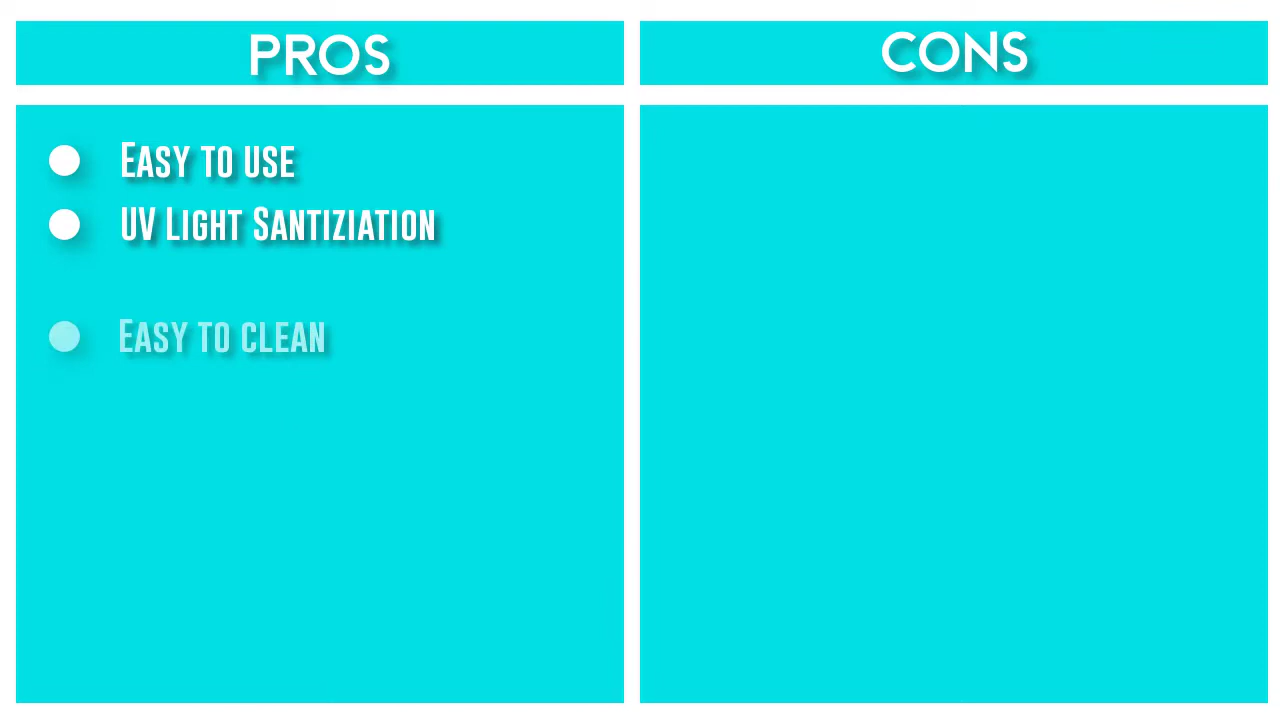 PROS
CONS
Easy to use
UV Light Santiziation
Easy to clean